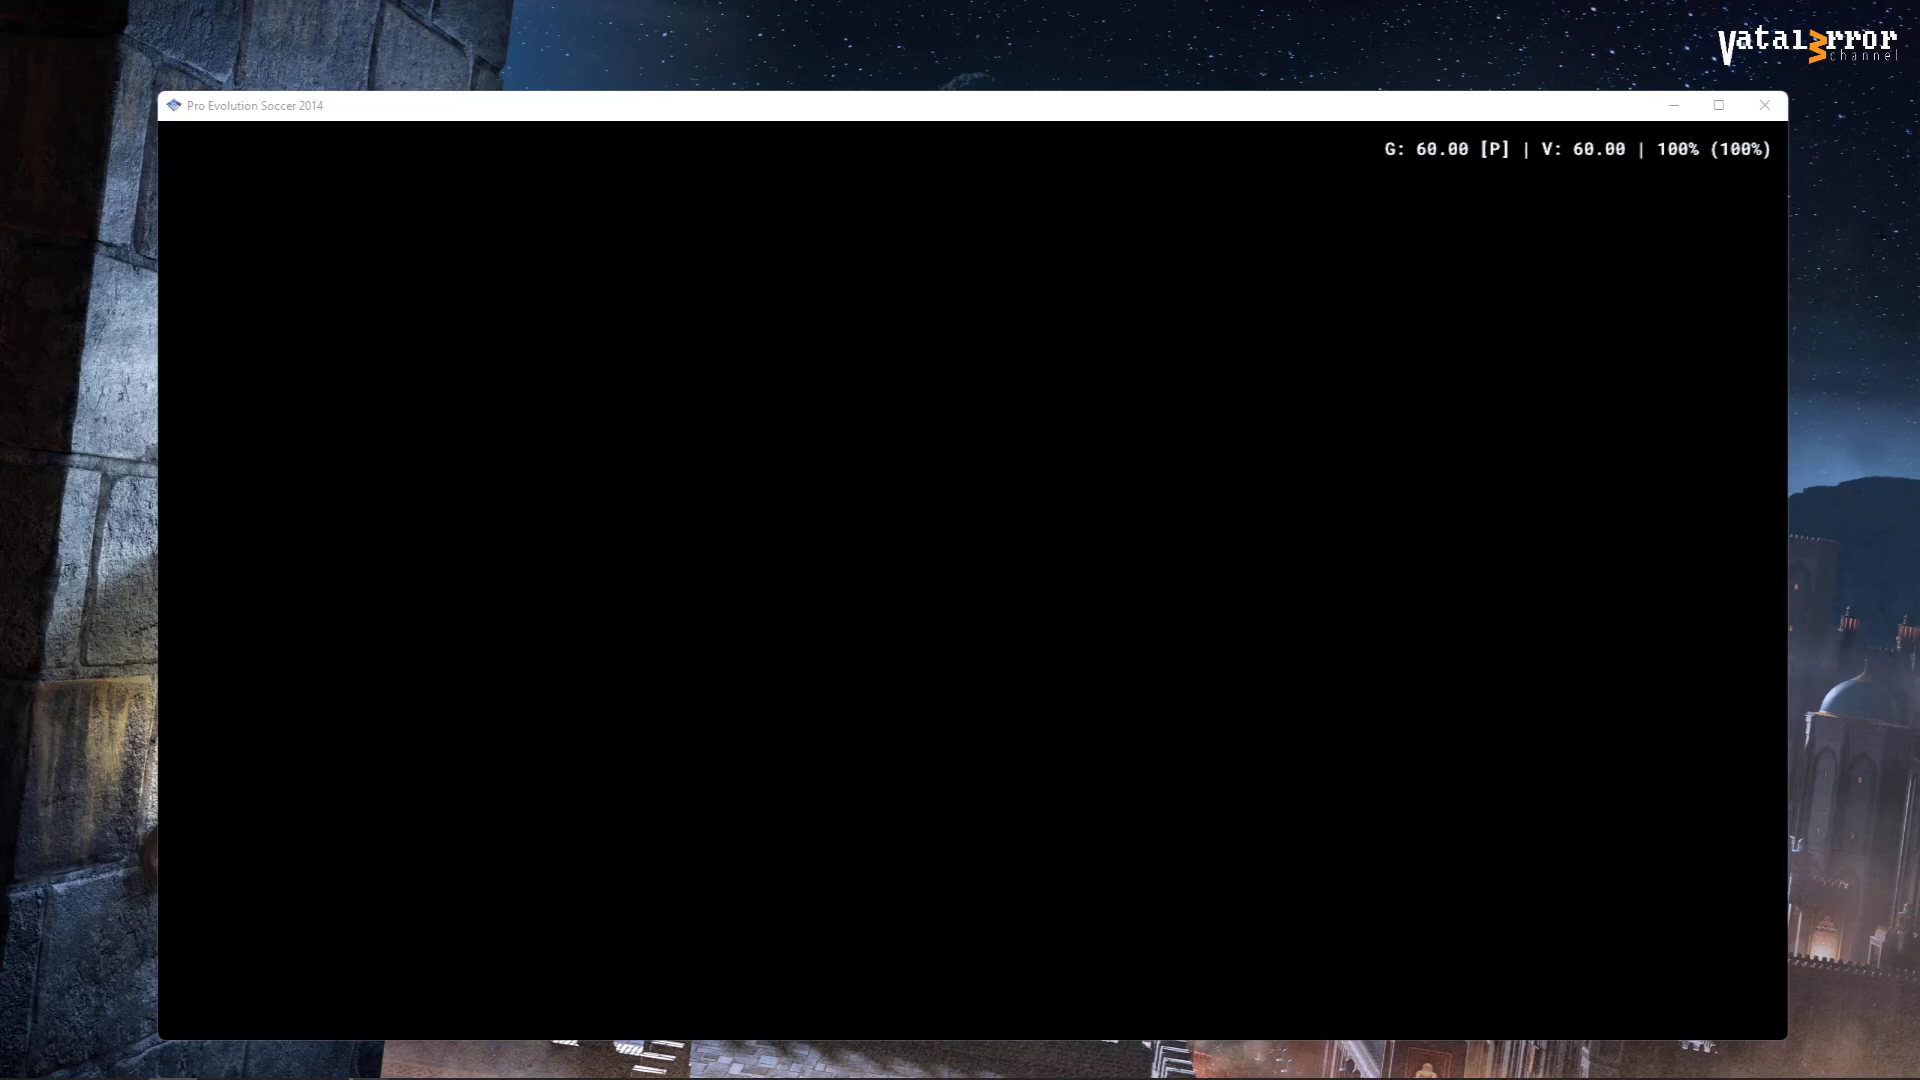 VatalError
channel
Pro Evolution Soccer 2014
G: 60.00 [P] | V: 60.00 | 100% (100%)